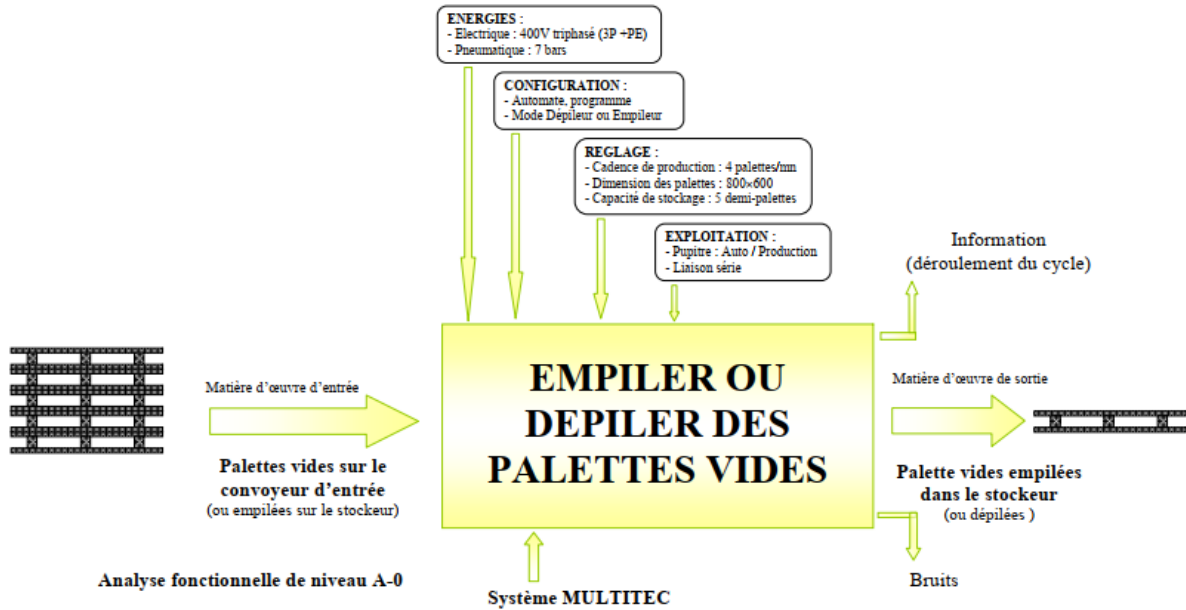 ENERGIES :
- Electrique : 400V triphasé (3P +PE)
- Pneumatique : 7 bars
CONFIGURATION :
- Automate, programme
- Mode Dépileur ou Empileur
REGLAGE :
- Cadence de production : 4 palettes/mn
- Dimension des palettes : 800×600
- Capacité de stockage : 5 demi-palettes
EXPLOITATION :
- Pupitre : Auto / Production
- Liaison série
Information
(déroulement du cycle)
Matière d'œuvre d'entrée
Palettes vides sur le
convoyeur d'entrée
(ou empilées sur le stockeur)
EMPILER OU
DEPILER DES
PALETTES VIDES
Matière d'œuvre de sortie
Palette vides empilées
dans le stockeur
(ou dépilées )
Bruits
Analyse fonctionnelle de niveau A-0
Système MULTITEC